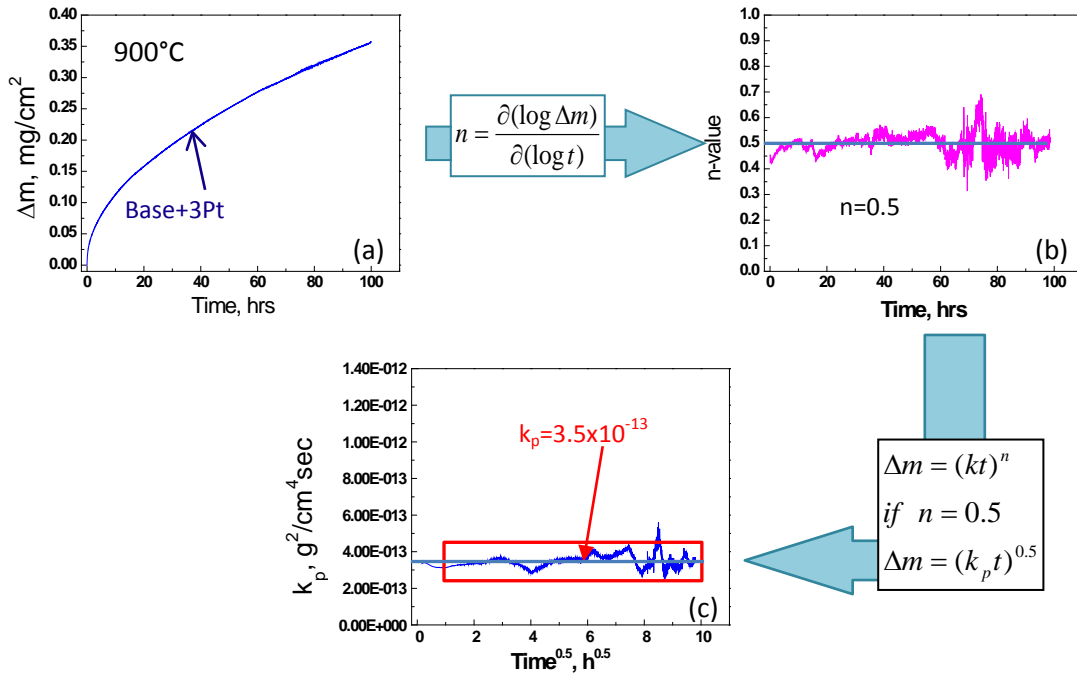 0.40
0.35
0.30
0.25
0.20
0.15
0.10
0.05
0.00
Δm, mg/cm²
900°C
Base+3Pt
(a)
0 20 40 60 80 100
Time, hrs
n = ∂(log Δm) / ∂(log t)
1.0
0.9
0.8
0.7
0.6
0.5
0.4
0.3
0.2
0.1
0.0
n-value
n=0.5
(b)
0 20 40 60 80 100
Time, hrs
Δm = (kt)ⁿ
if n = 0.5
Δm = (kₚt)^0.5
1.40E-012
1.20E-012
1.00E-012
8.00E-013
6.00E-013
4.00E-013
2.00E-013
0.00E+000
kₚ, g²/cm⁴sec
kₚ=3.5x10⁻¹³
(c)
0 2 4 6 8 10
Time^0.5, h^0.5